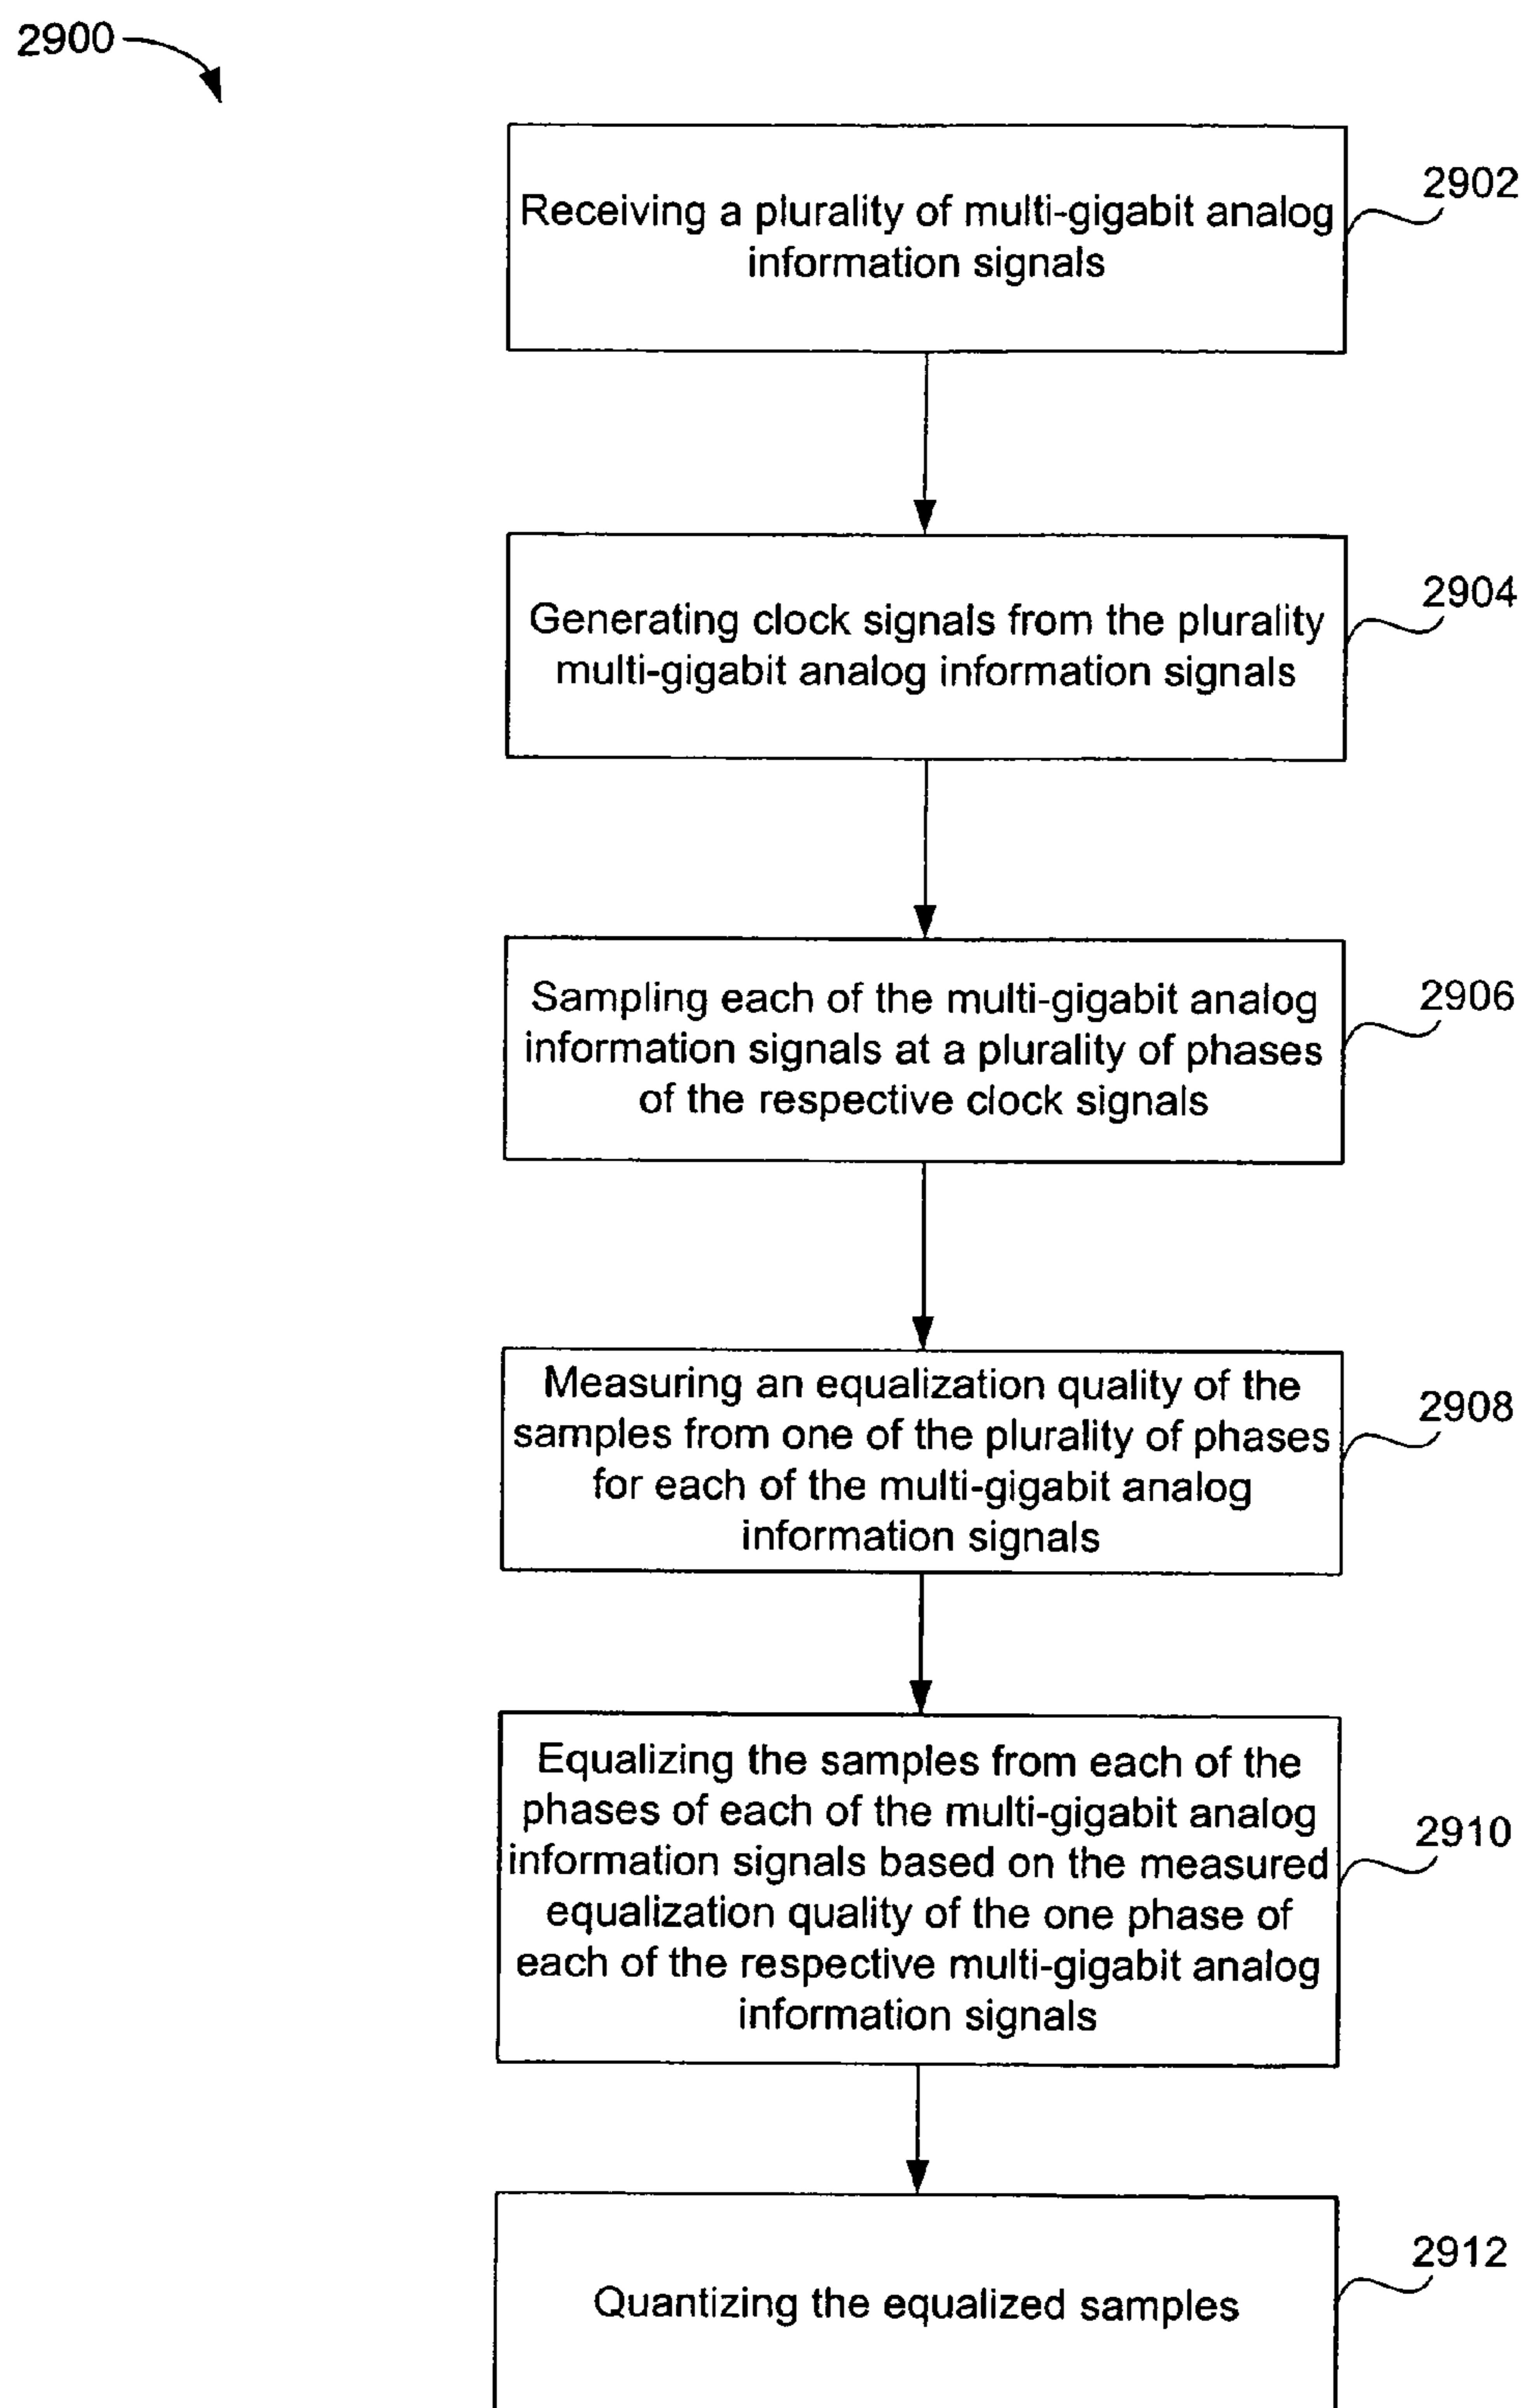 2900
Receiving a plurality of multi-gigabit analog
information signals
2902
Generating clock signals from the plurality
multi-gigabit analog information signals
2904
Sampling each of the multi-gigabit analog
information signals at a plurality of phases
of the respective clock signals
2906
Measuring an equalization quality of the
samples from one of the plurality of phases
for each of the multi-gigabit analog
information signals
2908
Equalizing the samples from each of the
phases of each of the multi-gigabit analog
information signals based on the measured
equalization quality of the one phase of
each of the respective multi-gigabit analog
information signals
2910
Quantizing the equalized samples
2912